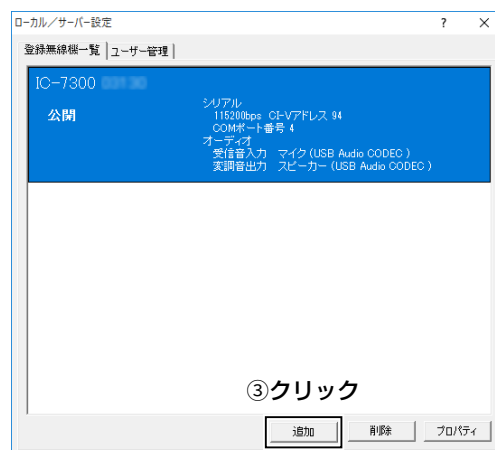 ローカル／サーバー設定 ? ×
登録無線機一覧 ユーザー管理
IC-7300
公開
シリアル
115200bps CI-Vアドレス 94
COMポート番号 4
オーディオ
受信音入力 マイク (USB Audio CODEC )
変調音出力 スピーカー (USB Audio CODEC )
③クリック
追加 削除 プロパティ